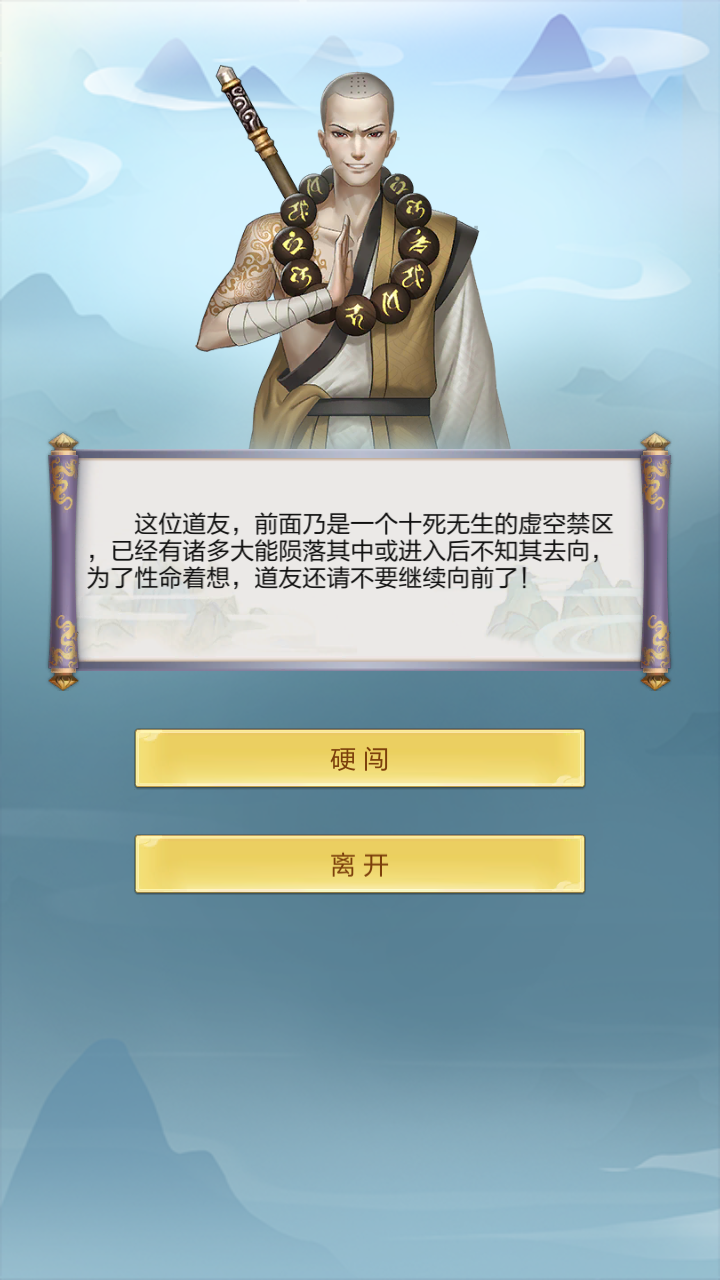 这位道友，前面乃是一个十死无生的虚空禁区
，已经有诸多大能陨落其中或进入后不知其去向，
为了性命着想，道友还请不要继续向前了！
硬闯
离开